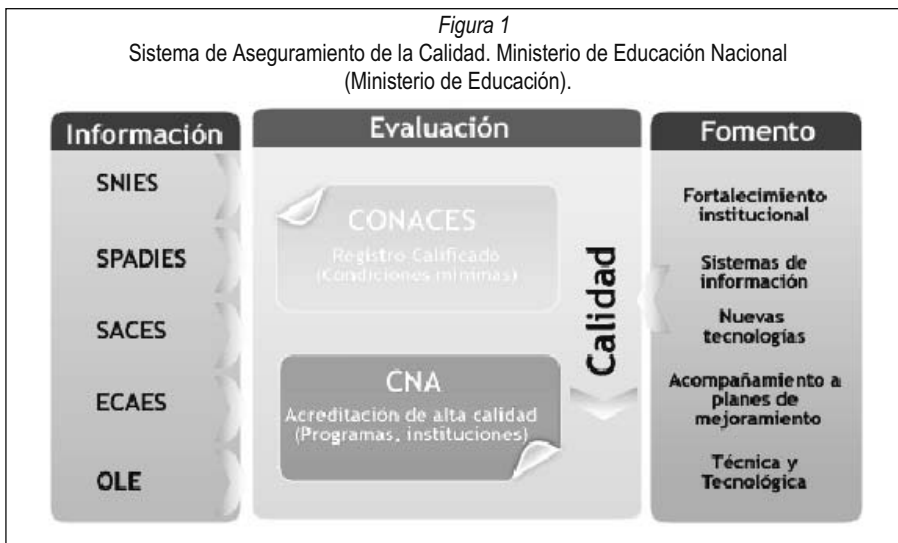 Figura 1
Sistema de Aseguramiento de la Calidad. Ministerio de Educación Nacional
(Ministerio de Educación).
Información
SNIES
SPADIES
SACES
ECAES
OLE
Evaluación
CONACES
Registro Calificado
(Condiciones mínimas)
CNA
Acreditación de alta calidad
(Programas, instituciones)
Calidad
Fomento
Fortalecimiento
institucional
Sistemas de
información
Nuevas
tecnologías
Acompañamiento a
planes de
mejoramiento
Técnica y
Tecnológica